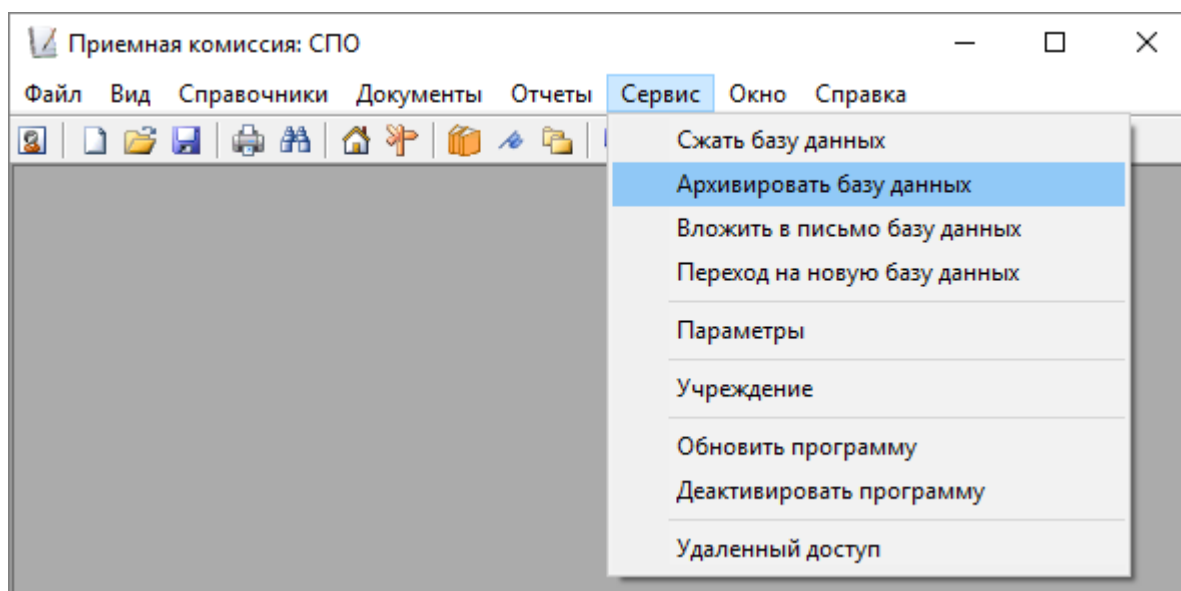 Приемная комиссия: СПО
Файл Вид Справочники Документы Отчеты Сервис Окно Справка
Сжать базу данных
Архивировать базу данных
Вложить в письмо базу данных
Переход на новую базу данных
Параметры
Учреждение
Обновить программу
Деактивировать программу
Удаленный доступ